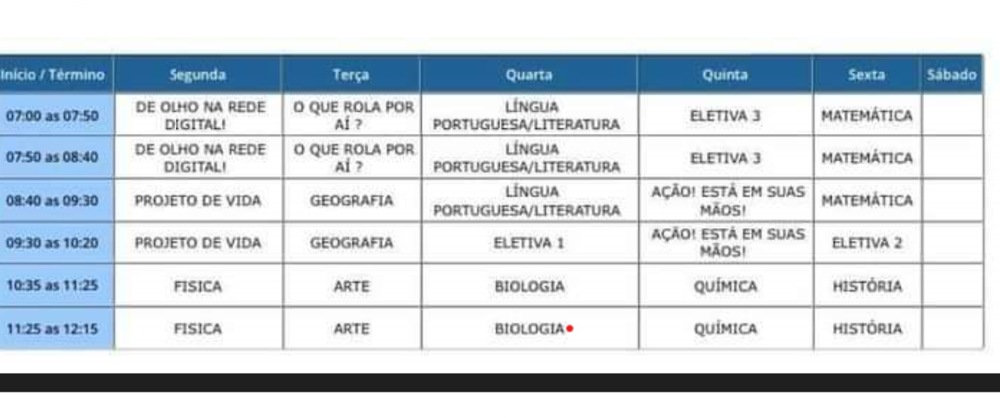 Início / Término Segunda Terça Quarta Quinta Sexta Sábado
07:00 as 07:50 DE OLHO NA REDE DIGITAL! O QUE ROLA POR AÍ ? LÍNGUA PORTUGUESA/LITERATURA ELETIVA 3 MATEMÁTICA
07:50 as 08:40 DE OLHO NA REDE DIGITAL! O QUE ROLA POR AÍ ? LÍNGUA PORTUGUESA/LITERATURA ELETIVA 3 MATEMÁTICA
08:40 as 09:30 PROJETO DE VIDA GEOGRAFIA LÍNGUA PORTUGUESA/LITERATURA AÇÃO! ESTÁ EM SUAS MÃOS! MATEMÁTICA
09:30 as 10:20 PROJETO DE VIDA GEOGRAFIA ELETIVA 1 AÇÃO! ESTÁ EM SUAS MÃOS! ELETIVA 2
10:35 as 11:25 FISICA ARTE BIOLOGIA QUÍMICA HISTÓRIA
11:25 as 12:15 FISICA ARTE BIOLOGIA QUÍMICA HISTÓRIA